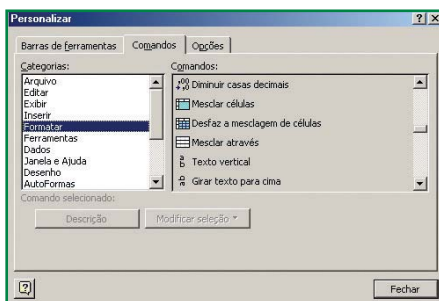 Personalizar
Barras de ferramentas
Comandos
Opções
Categorias:
Arquivo
Editar
Exibir
Inserir
Formatar
Ferramentas
Dados
Janela e Ajuda
Desenho
AutoFormas
Comandos:
Diminuir casas decimais
Mesclar células
Desfaz a mesclagem de células
Mesclar através
Texto vertical
Girar texto para cima
Comando selecionado:
Descrição
Modificar seleção
Fechar